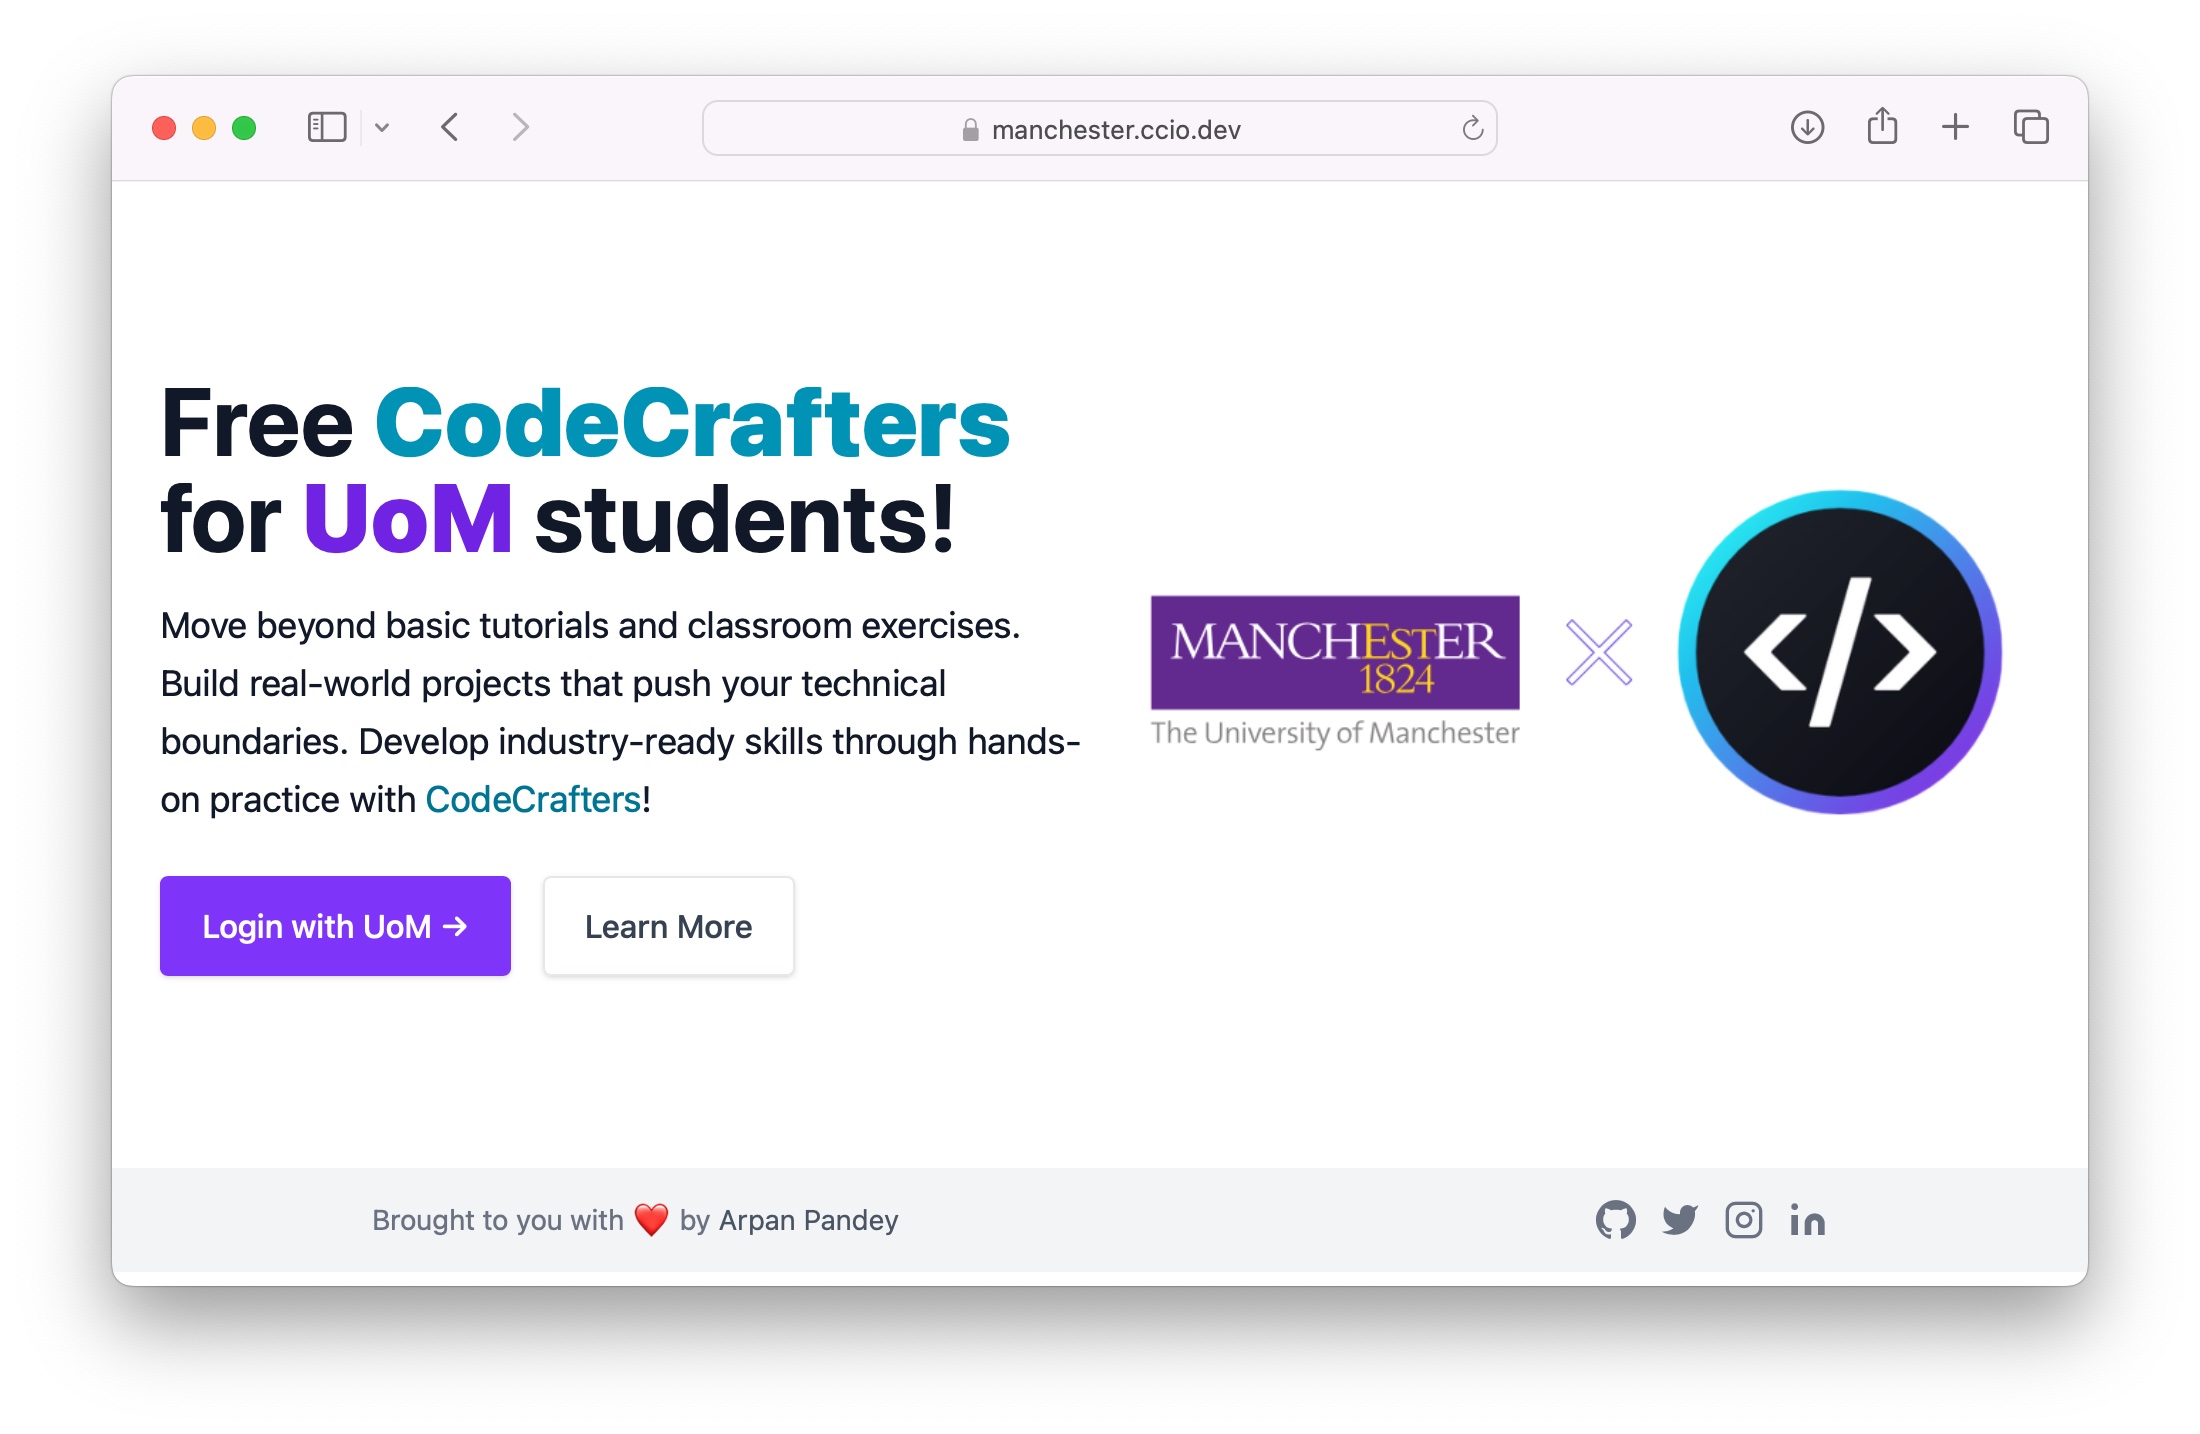 manchester.ccio.dev
Free CodeCrafters
for UoM students!
Move beyond basic tutorials and classroom exercises.
Build real-world projects that push your technical
boundaries. Develop industry-ready skills through hands-
on practice with CodeCrafters!
Login with UoM →
Learn More
MANCHESTER
1824
The University of Manchester
</>
Brought to you with ❤️ by Arpan Pandey
in